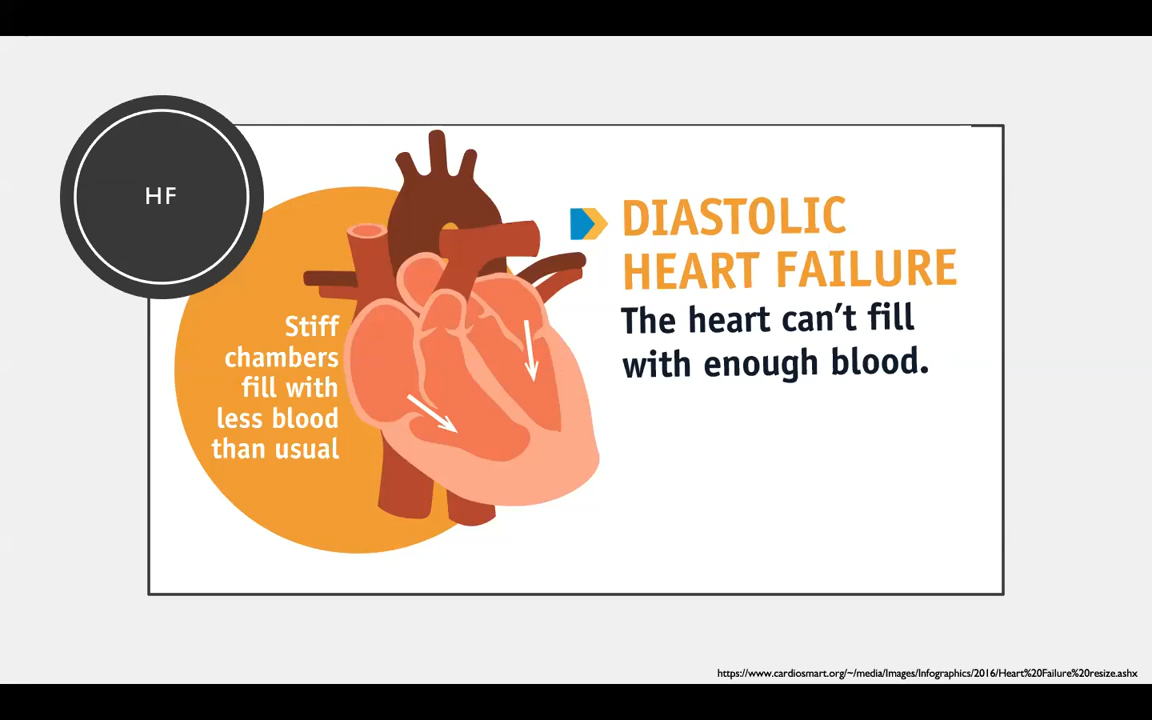 HF
Stiff
chambers
fill with
less blood
than usual
DIASTOLIC
HEART FAILURE
The heart can't fill
with enough blood.
https://www.cardiosmart.org/~/media/Images/Infographics/2016/Heart%20Failure%20resize.ashx